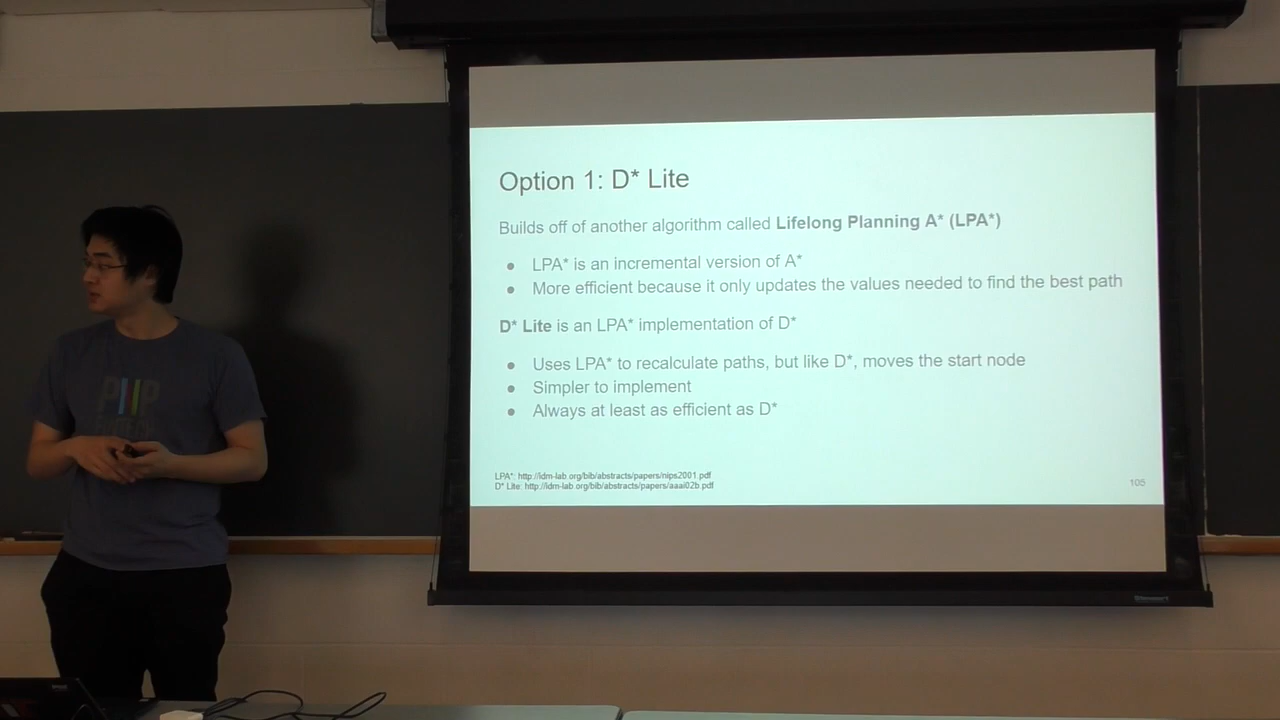 Option 1: D* Lite
Builds off of another algorithm called Lifelong Planning A* (LPA*)
● LPA* is an incremental version of A*
● More efficient because it only updates the values needed to find the best path
D* Lite is an LPA* implementation of D*
● Uses LPA* to recalculate paths, but like D*, moves the start node
● Simpler to implement
● Always at least as efficient as D*
LPA*: http://idm-lab.org/bib/abstracts/papers/nips2001.pdf
D* Lite: http://idm-lab.org/bib/abstracts/papers/aaai02b.pdf
105
PHP